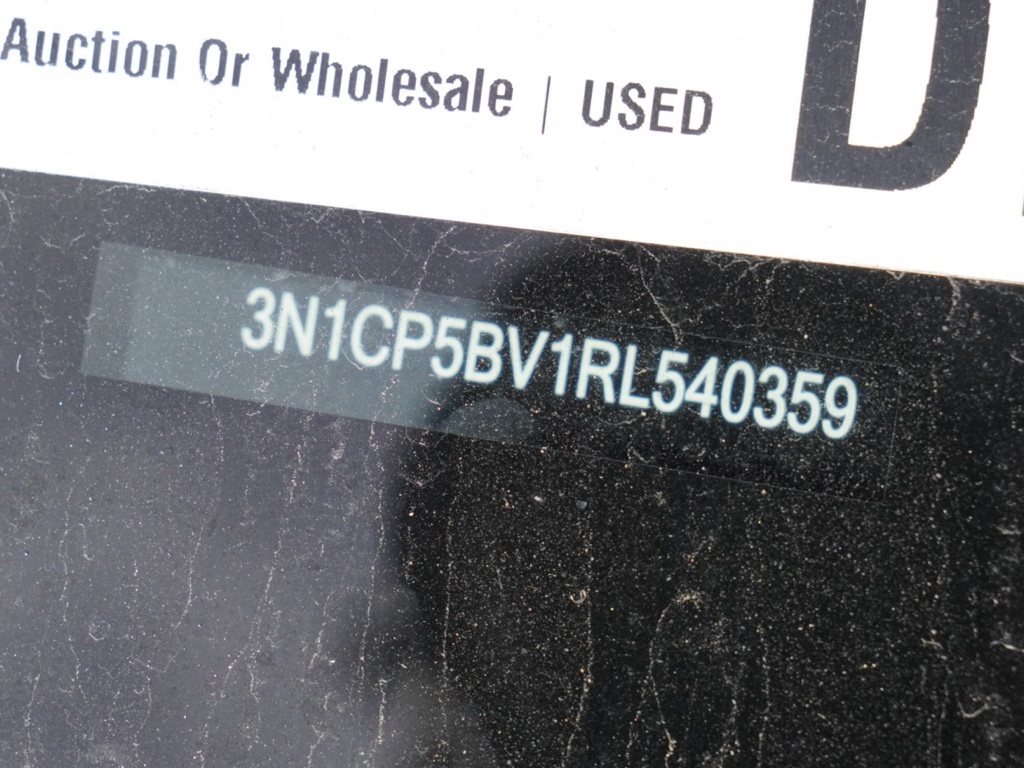 Auction Or Wholesale | USED
D
3N1CP5BV1RL540359